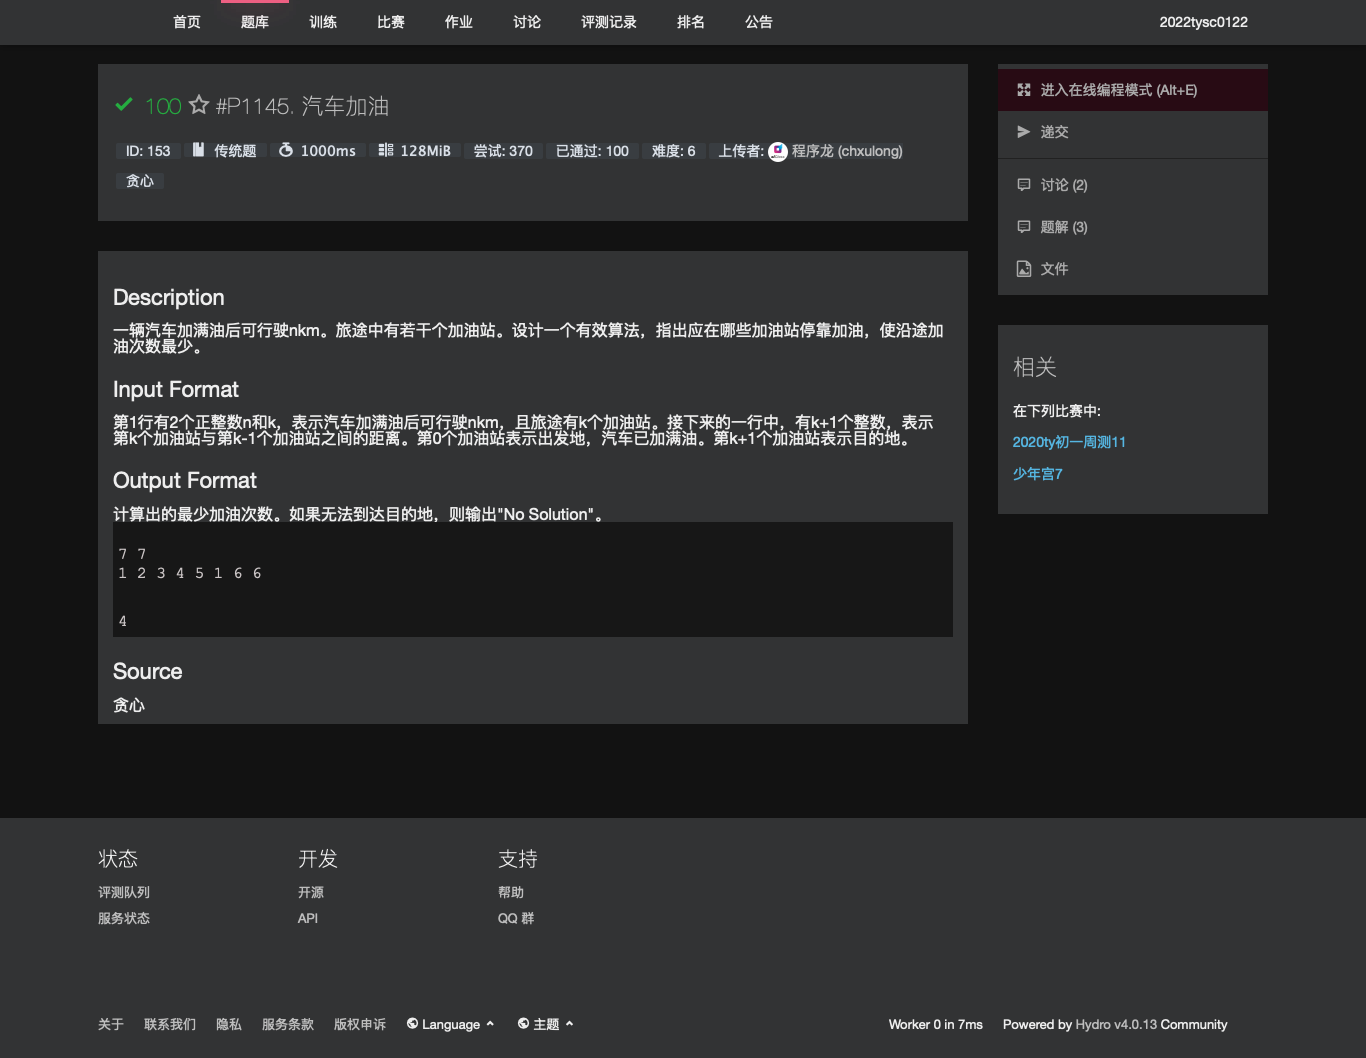 首页 题库 训练 比赛 作业 讨论 评测记录 排名 公告 2022tysc0122
100 #P1145. 汽车加油
ID: 153 传统题 1000ms 128MiB 尝试: 370 已通过: 100 难度: 6 上传者: 程序龙 (chxulong)
贪心
进入在线编程模式 (Alt+E)
递交
讨论 (2)
题解 (3)
文件
Description
一辆汽车加满油后可行驶nkm。旅途中有若干个加油站。设计一个有效算法，指出应在哪些加油站停靠加油，使沿途加
油次数最少。
Input Format
第1行有2个正整数n和k，表示汽车加满油后可行驶nkm，且旅途有k个加油站。接下来的一行中，有k+1个整数，表示
第k个加油站与第k-1个加油站之间的距离。第0个加油站表示出发地，汽车已加满油。第k+1个加油站表示目的地。
Output Format
计算出的最少加油次数。如果无法到达目的地，则输出"No Solution"。
7 7
1 2 3 4 5 1 6 6
4
Source
贪心
相关
在下列比赛中:
2020ty初一周测11
少年宫7
状态 开发 支持
评测队列 开源 帮助
服务状态 API QQ 群
关于 联系我们 隐私 服务条款 版权申诉 Language 主题 Worker 0 in 7ms Powered by Hydro v4.0.13 Community